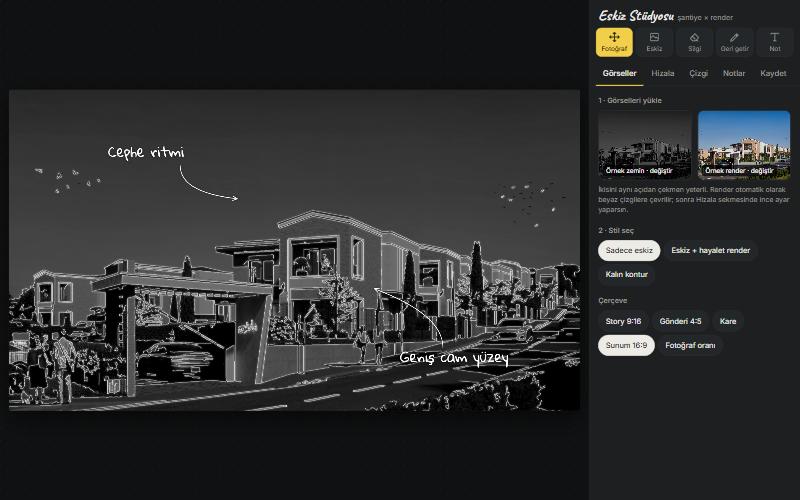 Eskiz Stüdyosu şantiye × render
Fotoğraf
Eskiz
Silgi
Geri getir
Not
Görseller
Hizala
Çizgi
Notlar
Kaydet
1 · Görselleri yükle
Örnek zemin · değiştir
Örnek render · değiştir
İkisini aynı açıdan çekmen yeterli. Render otomatik olarak
beyaz çizgilere çevrilir; sonra Hizala sekmesinde ince ayar
yaparsın.
2 · Stil seç
Sadece eskiz
Eskiz + hayalet render
Kalın kontur
Çerçeve
Story 9:16
Gönderi 4:5
Kare
Sunum 16:9
Fotoğraf oranı
Cephe ritmi
Geniş cam yüzey